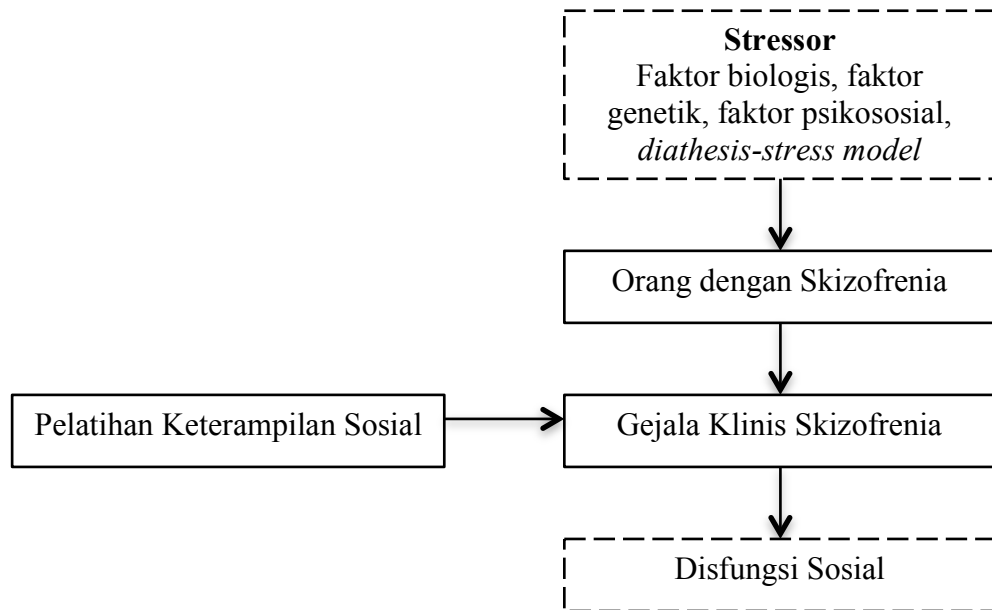 Stressor
Faktor biologis, faktor
genetik, faktor psikososial,
diathesis-stress model
Orang dengan Skizofrenia
Pelatihan Keterampilan Sosial
Gejala Klinis Skizofrenia
Disfungsi Sosial